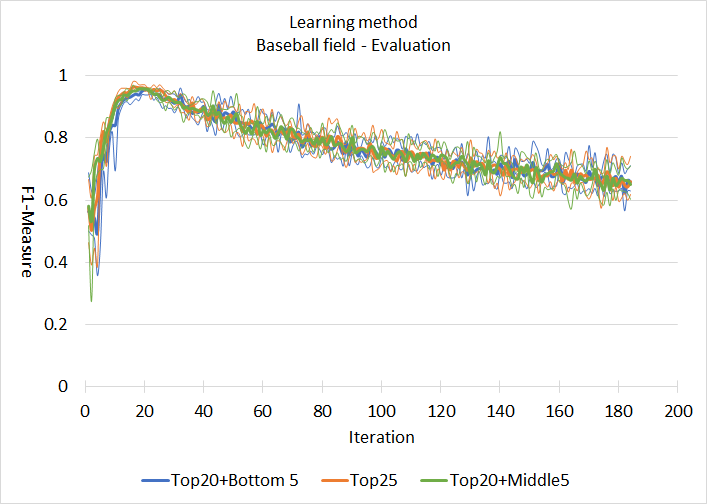 Learning method
Baseball field - Evaluation
1
0.8
0.6
0.4
0.2
0
F1-Measure
0 20 40 60 80 100 120 140 160 180 200
Iteration
Top20+Bottom 5 Top25 Top20+Middle5